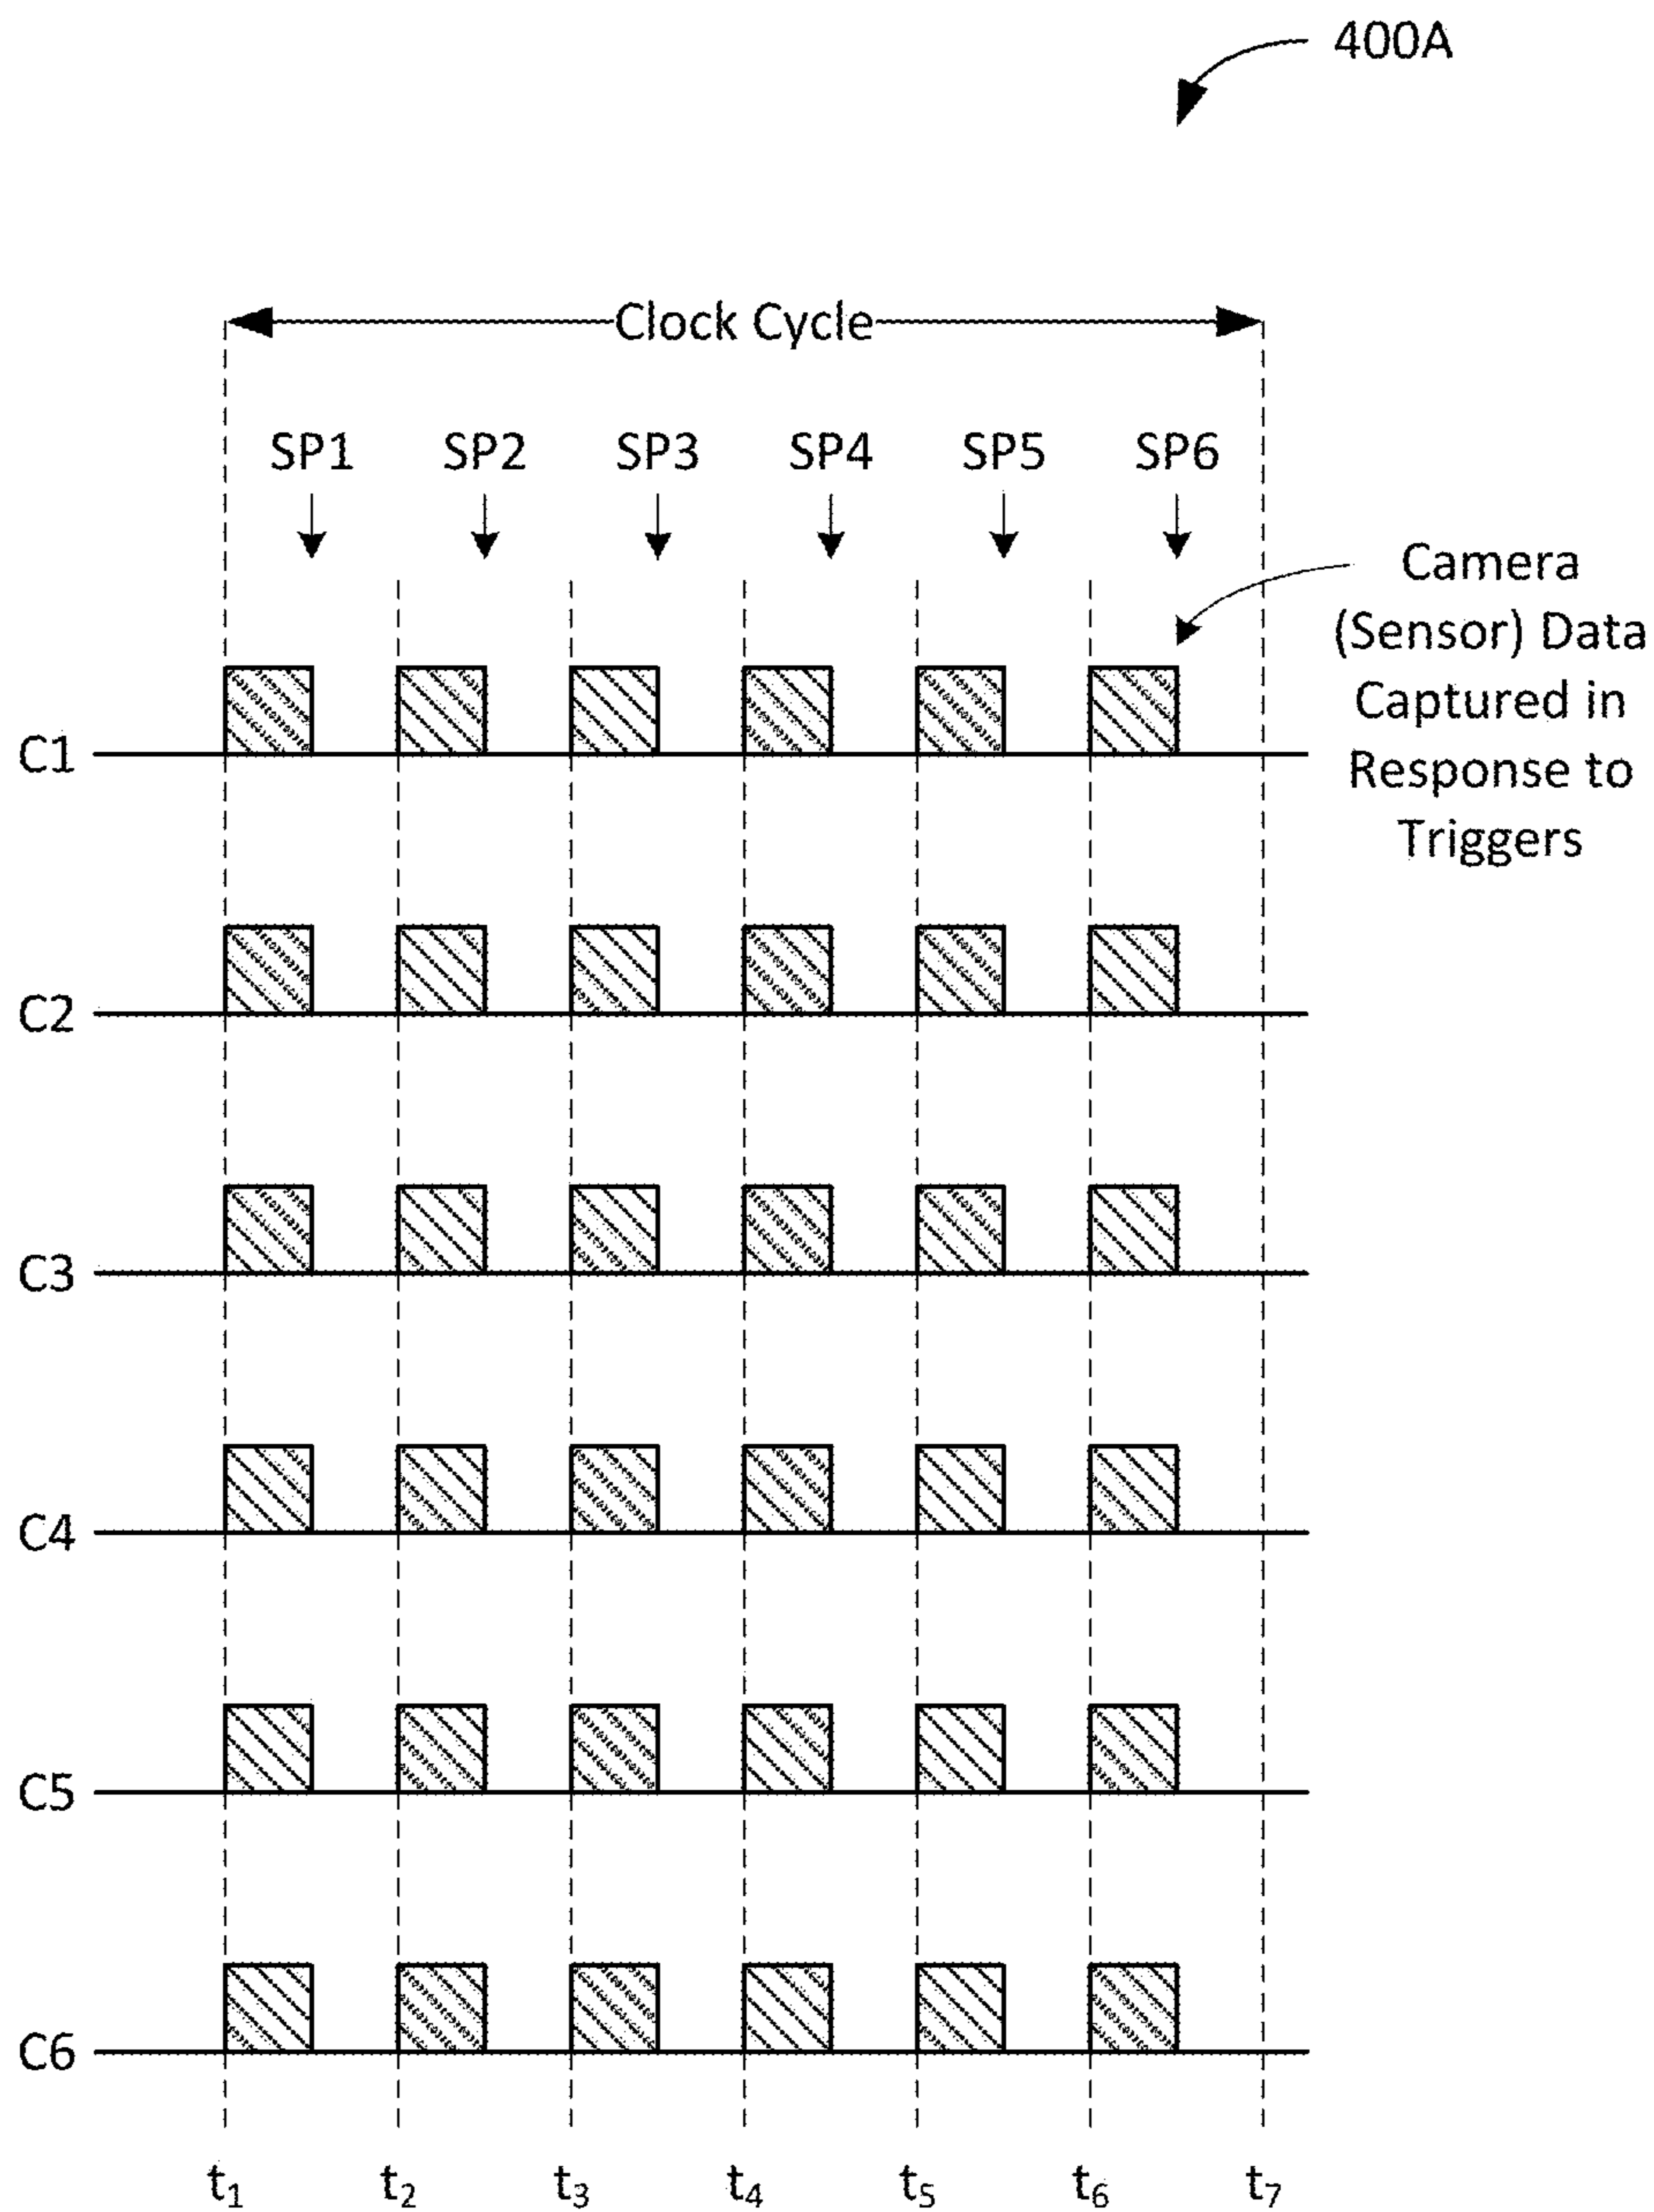 400A
Clock Cycle
SP1 SP2 SP3 SP4 SP5 SP6
Camera
(Sensor) Data
Captured in
Response to
Triggers
C1
C2
C3
C4
C5
C6
t1 t2 t3 t4 t5 t6 t7